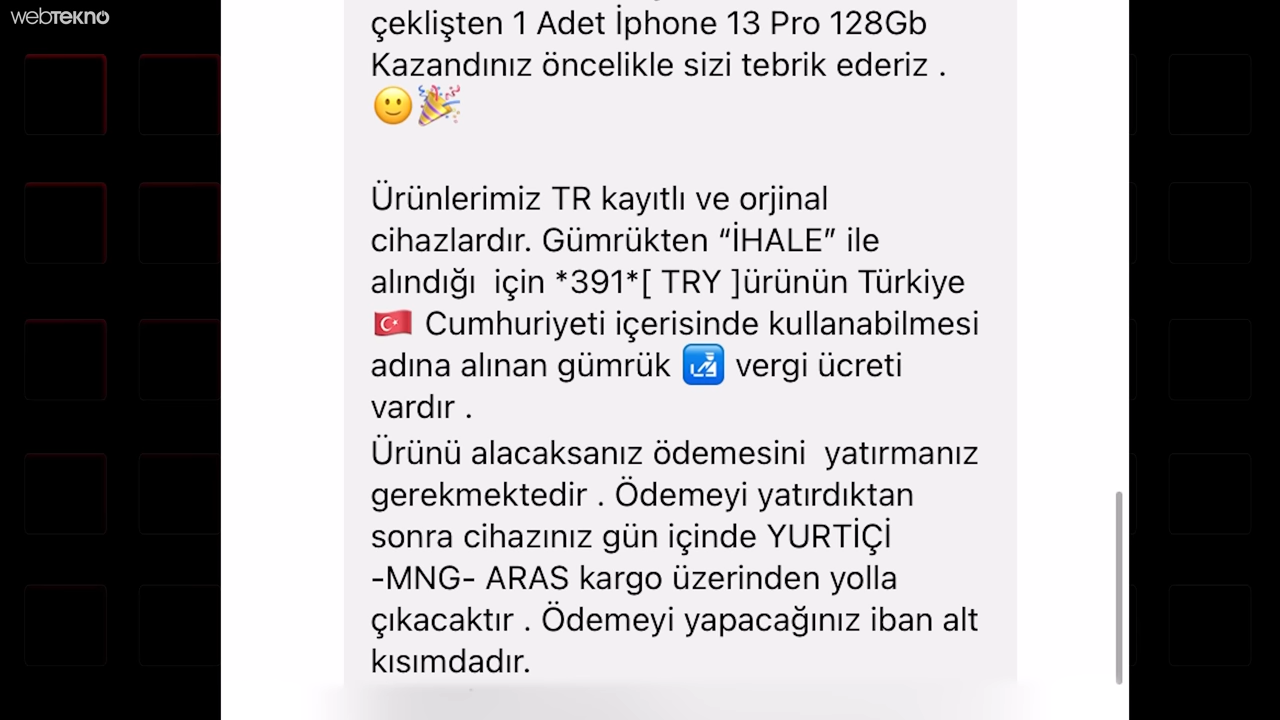 webtekno
çeklişten 1 Adet İphone 13 Pro 128Gb
Kazandınız öncelikle sizi tebrik ederiz .
🙂🎉
Ürünlerimiz TR kayıtlı ve orjinal
cihazlardır. Gümrükten “İHALE” ile
alındığı  için *391*[ TRY ]ürünün Türkiye
🇹🇷 Cumhuriyeti içerisinde kullanabilmesi
adına alınan gümrük 🛃 vergi ücreti
vardır .
Ürünü alacaksanız ödemesini  yatırmanız
gerekmektedir . Ödemeyi yatırdıktan
sonra cihazınız gün içinde YURTİÇİ
-MNG- ARAS kargo üzerinden yolla
çıkacaktır . Ödemeyi yapacağınız iban alt
kısımdadır.